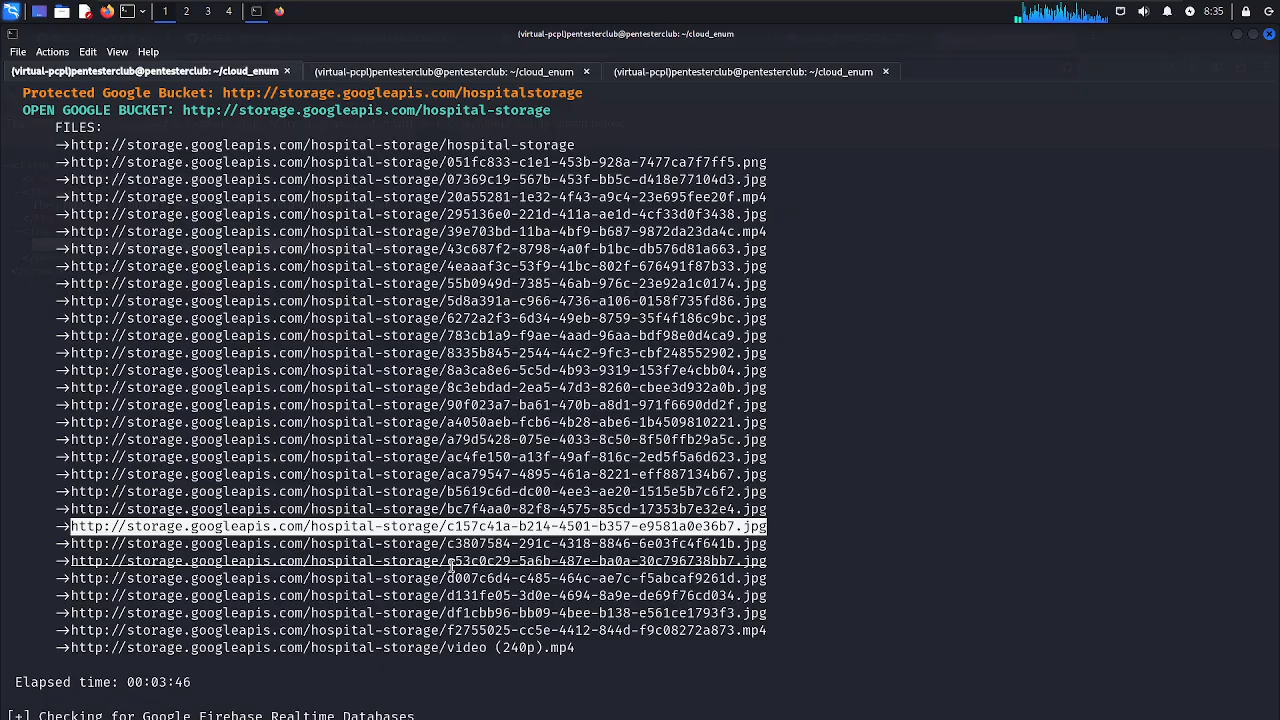 1 2 3 4 8:35
(virtual-pcpl)pentesterclub@pentesterclub: ~/cloud_enum
File Actions Edit View Help
(virtual-pcpl)pentesterclub@pentesterclub: ~/cloud_enum × (virtual-pcpl)pentesterclub@pentesterclub: ~/cloud_enum × (virtual-pcpl)pentesterclub@pentesterclub: ~/cloud_enum ×
Protected Google Bucket: http://storage.googleapis.com/hospitalstorage
OPEN GOOGLE BUCKET: http://storage.googleapis.com/hospital-storage
FILES:
→http://storage.googleapis.com/hospital-storage/hospital-storage
→http://storage.googleapis.com/hospital-storage/051fc833-c1e1-453b-928a-7477ca7f7ff5.png
→http://storage.googleapis.com/hospital-storage/07369c19-567b-453f-bb5c-d418e77104d3.jpg
→http://storage.googleapis.com/hospital-storage/20a55281-1e32-4f43-a9c4-23e695fee20f.mp4
→http://storage.googleapis.com/hospital-storage/295136e0-221d-411a-ae1d-4cf33d0f3438.jpg
→http://storage.googleapis.com/hospital-storage/39e703bd-11ba-4bf9-b687-9872da23da4c.mp4
→http://storage.googleapis.com/hospital-storage/43c687f2-8798-4a0f-b1bc-db576d81a663.jpg
→http://storage.googleapis.com/hospital-storage/4eaaaf3c-53f9-41bc-802f-676491f87b33.jpg
→http://storage.googleapis.com/hospital-storage/55b0949d-7385-46ab-976c-23e92a1c0174.jpg
→http://storage.googleapis.com/hospital-storage/5d8a391a-c966-4736-a106-0158f735fd86.jpg
→http://storage.googleapis.com/hospital-storage/6272a2f3-6d34-49eb-8759-35f4f186c9bc.jpg
→http://storage.googleapis.com/hospital-storage/783cb1a9-f9ae-4aad-96aa-bdf98e0d4ca9.jpg
→http://storage.googleapis.com/hospital-storage/8335b845-2544-44c2-9fc3-cbf248552902.jpg
→http://storage.googleapis.com/hospital-storage/8a3ca8e6-5c5d-4b93-9319-153f7e4cbb04.jpg
→http://storage.googleapis.com/hospital-storage/8c3ebdad-2ea5-47d3-8260-cbee3d932a0b.jpg
→http://storage.googleapis.com/hospital-storage/90f023a7-ba61-470b-a8d1-971f6690dd2f.jpg
→http://storage.googleapis.com/hospital-storage/a4050aeb-fcb6-4b28-abe6-1b4509810221.jpg
→http://storage.googleapis.com/hospital-storage/a79d5428-075e-4033-8c50-8f50ffb29a5c.jpg
→http://storage.googleapis.com/hospital-storage/ac4fe150-a13f-49af-816c-2ed5f5a6d623.jpg
→http://storage.googleapis.com/hospital-storage/aca79547-4895-461a-8221-eff887134b67.jpg
→http://storage.googleapis.com/hospital-storage/b5619c6d-dc00-4ee3-ae20-1515e5b7c6f2.jpg
→http://storage.googleapis.com/hospital-storage/bc7f4aa0-82f8-4575-85cd-17353b7e32e4.jpg
→http://storage.googleapis.com/hospital-storage/c157c41a-b214-4501-b357-e9581a0e36b7.jpg
→http://storage.googleapis.com/hospital-storage/c3807584-291c-4318-8846-6e03fc4f641b.jpg
→http://storage.googleapis.com/hospital-storage/c53c0c29-5a6b-487e-ba0a-30c796738bb7.jpg
→http://storage.googleapis.com/hospital-storage/d007c6d4-c485-464c-ae7c-f5abcaf9261d.jpg
→http://storage.googleapis.com/hospital-storage/d131fe05-3d0e-4694-8a9e-de69f76cd034.jpg
→http://storage.googleapis.com/hospital-storage/df1cbb96-bb09-4bee-b138-e561ce1793f3.jpg
→http://storage.googleapis.com/hospital-storage/f2755025-cc5e-4412-844d-f9c08272a873.mp4
→http://storage.googleapis.com/hospital-storage/video (240p).mp4
Elapsed time: 00:03:46
[+] Checking for Google Firebase Realtime Databases